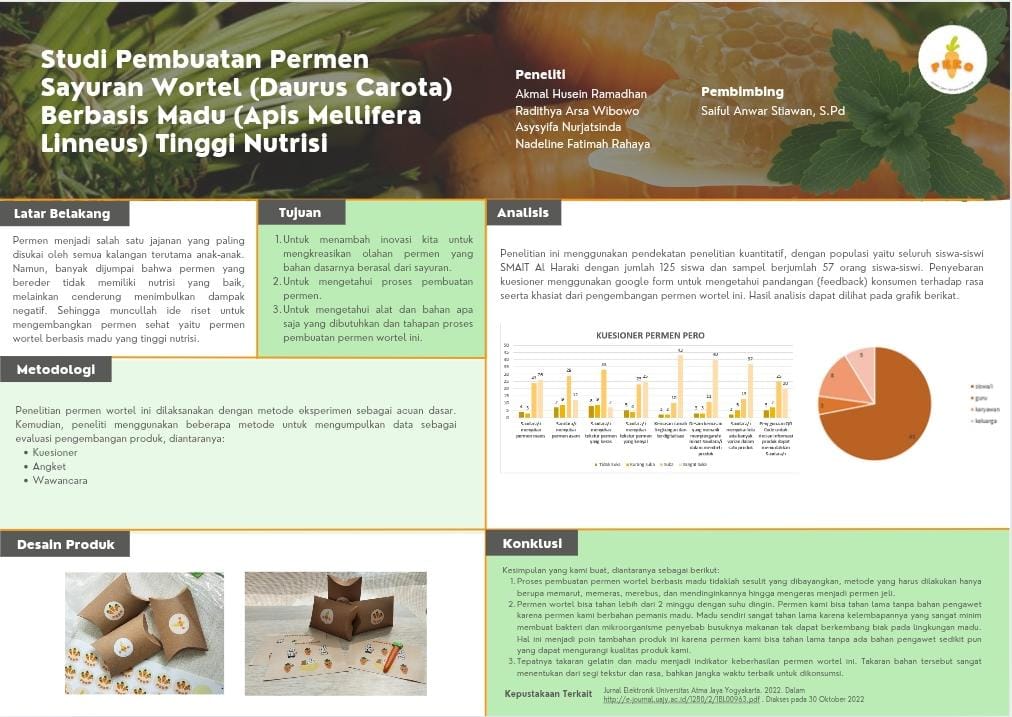 Studi Pembuatan Permen
Sayuran Wortel (Daurus Carota)
Berbasis Madu (Apis Mellifera
Linneus) Tinggi Nutrisi
Peneliti
Akmal Husein Ramadhan
Radithya Arsa Wibowo
Asysyifa Nurjatsinda
Nadeline Fatimah Rahaya
Pembimbing
Saiful Anwar Stiawan, S.Pd
Latar Belakang
Permen menjadi salah satu jajanan yang paling
disukai oleh semua kalangan terutama anak-anak.
Namun, banyak dijumpai bahwa permen yang
bereder tidak memiliki nutrisi yang baik,
melainkan cenderung menimbulkan dampak
negatif. Sehingga muncullah ide riset untuk
mengembangkan permen sehat yaitu permen
wortel berbasis madu yang tinggi nutrisi.
Tujuan
1. Untuk menambah inovasi kita untuk
mengkreasikan olahan permen yang
bahan dasarnya berasal dari sayuran.
2. Untuk mengetahui proses pembuatan
permen.
3. Untuk mengetahui alat dan bahan apa
saja yang dibutuhkan dan tahapan proses
pembuatan permen wortel ini.
Analisis
Penelitian ini menggunakan pendekatan penelitian kuantitatif, dengan populasi yaitu seluruh siswa-siswi
SMAIT Al Haraki dengan jumlah 125 siswa dan sampel berjumlah 57 orang siswa-siswi. Penyebaran
kuesioner menggunakan google form untuk mengetahui pandangan (feedback) konsumen terhadap rasa
seerta khasiat dari pengembangan permen wortel ini. Hasil analisis dapat dilihat pada grafik berikat.
KUESIONER PERMEN PERO
Tidak Suka Kurang Suka Suka Sangat Suka
siswa/i
guru
karyawan
keluarga
Metodologi
Penelitian permen wortel ini dilaksanakan dengan metode eksperimen sebagai acuan dasar.
Kemudian, peneliti menggunakan beberapa metode untuk mengumpulkan data sebagai
evaluasi pengembangan produk, diantaranya:
• Kuesioner
• Angket
• Wawancara
Desain Produk
Konklusi
Kesimpulan yang kami buat, diantaranya sebagai berikut:
1. Proses pembuatan permen wortel berbasis madu tidaklah sesulit yang dibayangkan, metode yang harus dilakukan hanya
berupa memarut, memeras, merebus, dan mendinginkannya hingga mengeras menjadi permen jeli.
2. Permen wortel bisa tahan lebih dari 2 minggu dengan suhu dingin. Permen kami bisa tahan lama tanpa bahan pengawet
karena permen kami berbahan pemanis madu. Madu sendiri sangat tahan lama karena kelembapannya yang sangat minim
membuat bakteri dan mikroorganisme penyebab busuknya makanan tak dapat berkembang biak pada lingkungan madu.
Hal ini menjadi poin tambahan produk ini karena permen kami bisa tahan lama tanpa ada bahan pengawet sedikit pun
yang dapat mengurangi kualitas produk kami.
3. Tepatnya takaran gelatin dan madu menjadi indikator keberhasilan permen wortel ini. Takaran bahan tersebut sangat
menentukan dari segi tekstur dan rasa, bahkan jangka waktu terbaik untuk dikonsumsi.
Kepustakaan Terkait
Jurnal Elektronik Universitas Atma Jaya Yogyakarta. 2022. Dalam
http://e-journal.uajy.ac.id/1280/2/1BL00963.pdf . Diakses pada 30 Oktober 2022